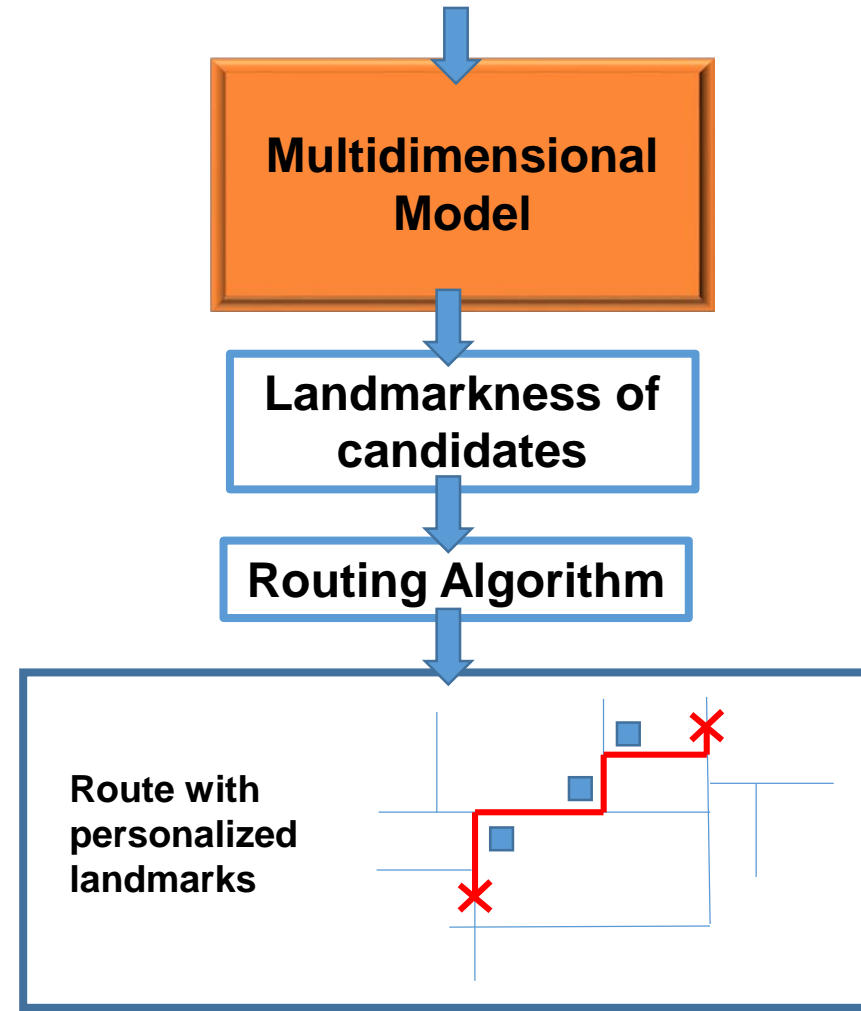 Multidimensional
Model
Landmarkness of
candidates
Routing Algorithm
Route with
personalized
landmarks